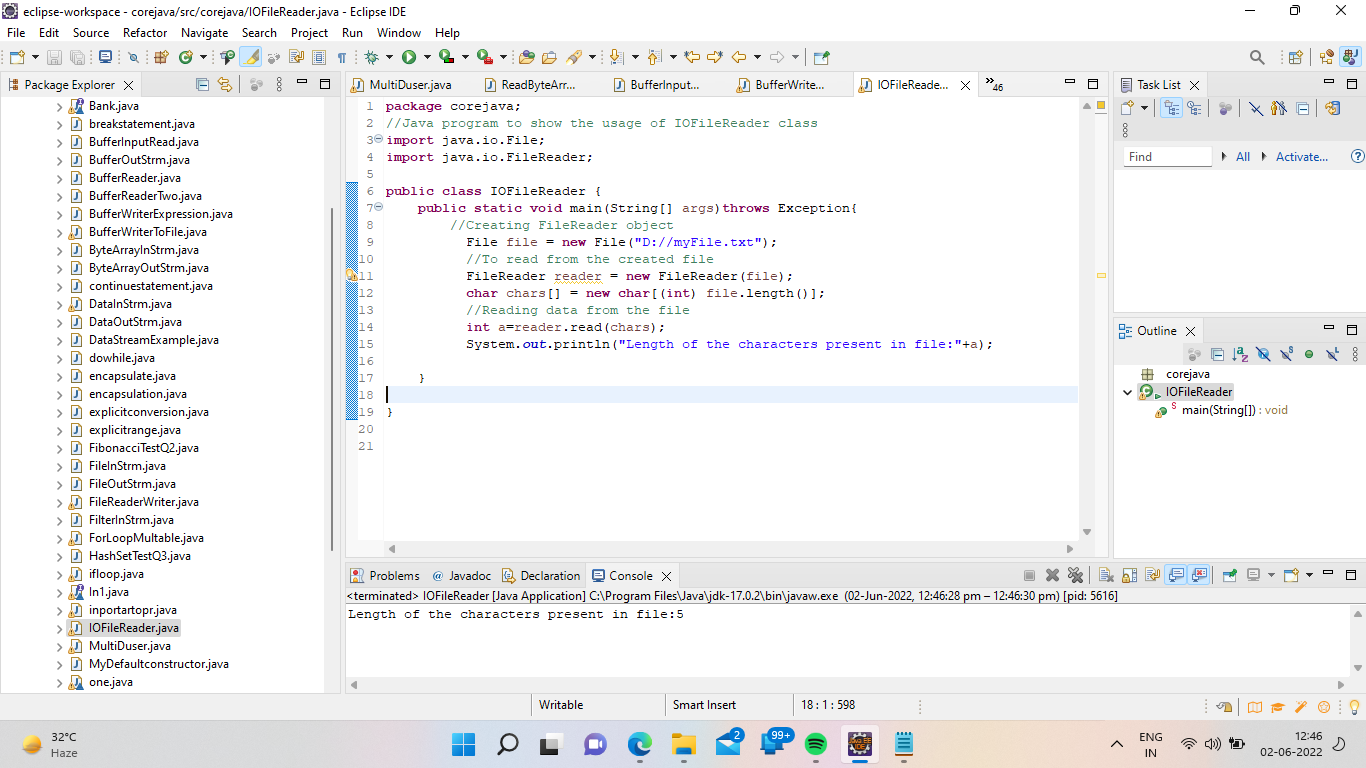 eclipse-workspace - corejava/src/corejava/IOFileReader.java - Eclipse IDE
File Edit Source Refactor Navigate Search Project Run Window Help
Package Explorer
Bank.java
breakstatement.java
BufferInputRead.java
BufferOutStrm.java
BufferReader.java
BufferReaderTwo.java
BufferWriterExpression.java
BufferWriterToFile.java
ByteArrayInStrm.java
ByteArrayOutStrm.java
continuestatement.java
DataInStrm.java
DataOutStrm.java
DataStreamExample.java
dowhile.java
encapsulate.java
encapsulation.java
explicitconversion.java
explicitrange.java
FibonacciTestQ2.java
FileInStrm.java
FileOutStrm.java
FileReaderWriter.java
FilterInStrm.java
ForLoopMultable.java
HashSetTestQ3.java
ifloop.java
In1.java
inportartopr.java
IOFileReader.java
MultiDuser.java
MyDefaultconstructor.java
one.java
MultiDuser.java ReadByteArr... BufferInput... BufferWrite... IOFileReade... 46
1 package corejava;
2 //Java program to show the usage of IOFileReader class
3 import java.io.File;
4 import java.io.FileReader;
5
6 public class IOFileReader {
7 public static void main(String[] args)throws Exception{
8 //Creating FileReader object
9 File file = new File("D://myFile.txt");
10 //To read from the created file
11 FileReader reader = new FileReader(file);
12 char chars[] = new char[(int) file.length()];
13 //Reading data from the file
14 int a=reader.read(chars);
15 System.out.println("Length of the characters present in file:"+a);
16
17 }
18
19 }
20
21
Task List
Find All Activate...
Outline
corejava
IOFileReader
main(String[]) : void
Problems Javadoc Declaration Console
<terminated> IOFileReader [Java Application] C:\Program Files\Java\jdk-17.0.2\bin\javaw.exe (02-Jun-2022, 12:46:28 pm – 12:46:30 pm) [pid: 5616]
Length of the characters present in file:5
Writable Smart Insert 18 : 1 : 598
32°C
Haze
2
99+
ENG
IN
12:46
02-06-2022